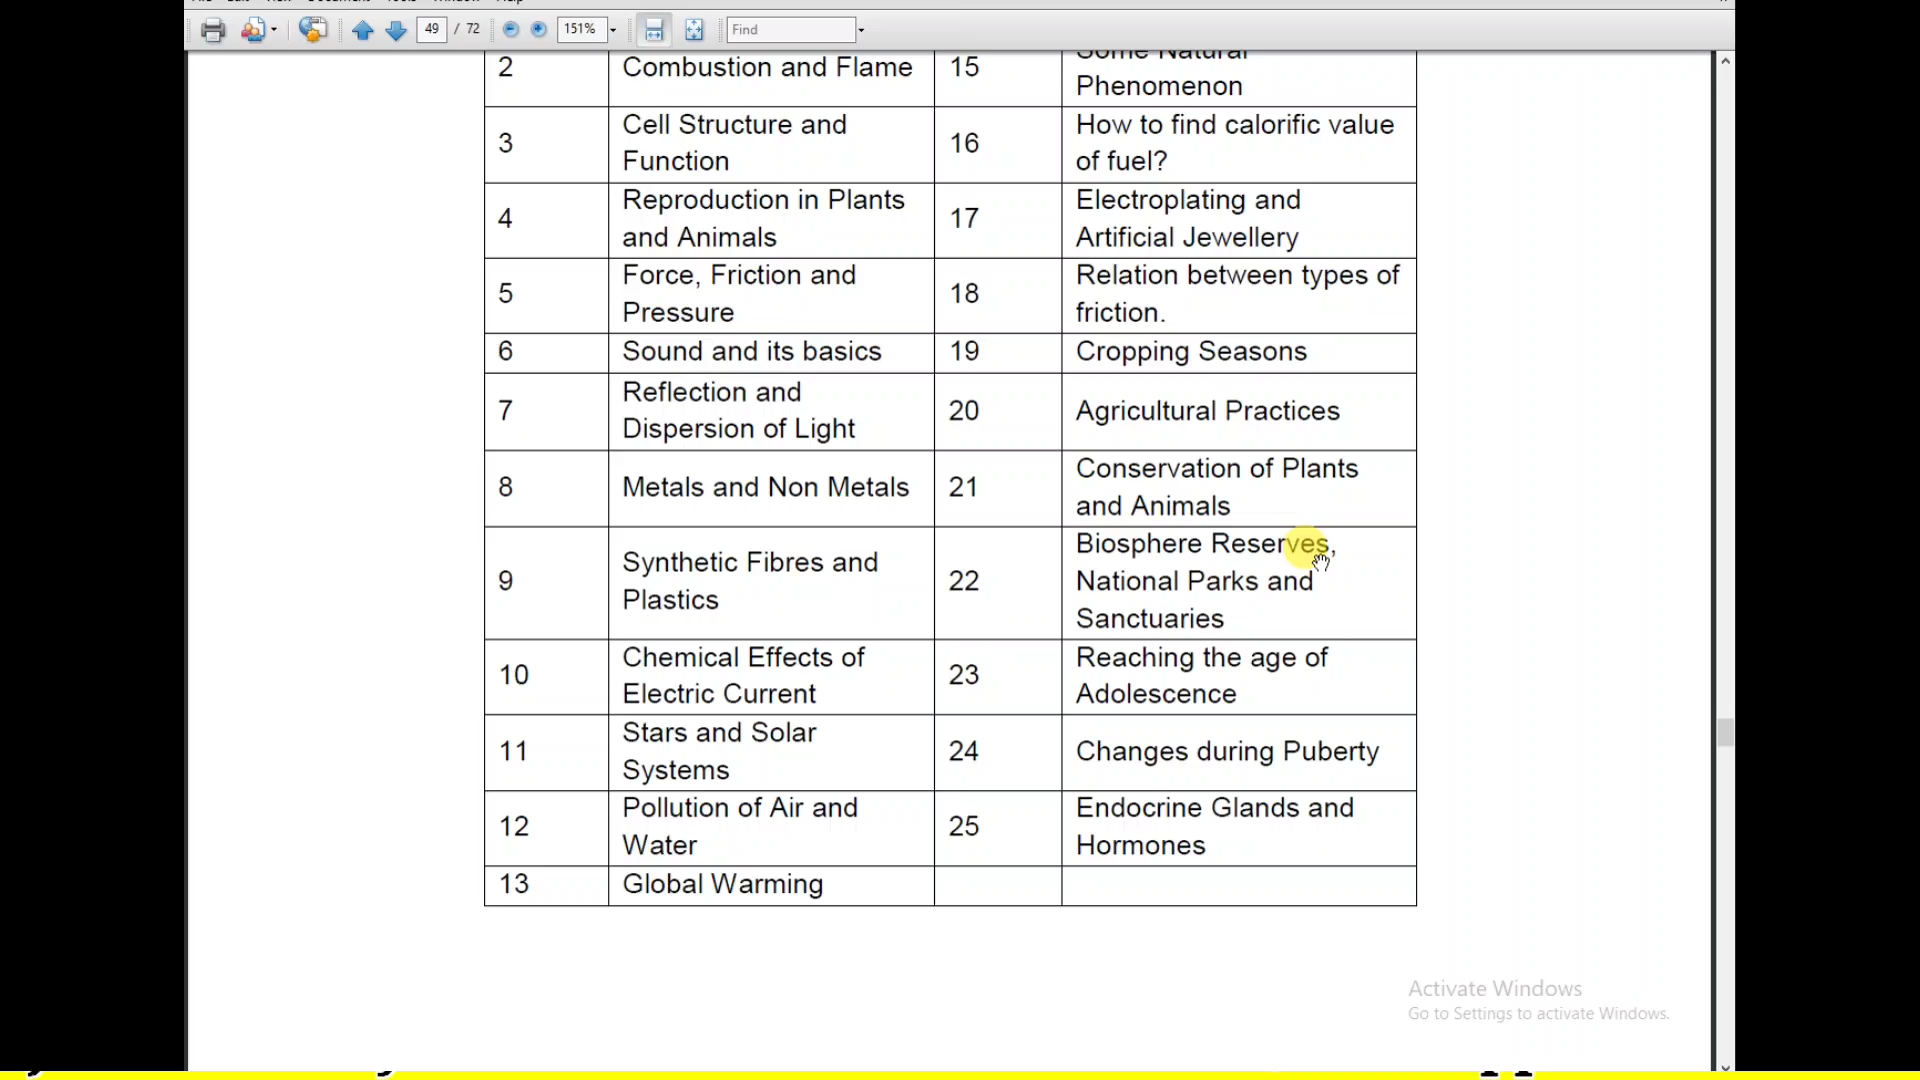 49 / 72
151%
Find
2 Combustion and Flame 15 Some Natural
Phenomenon
3 Cell Structure and
Function
16 How to find calorific value
of fuel?
4 Reproduction in Plants
and Animals
17 Electroplating and
Artificial Jewellery
5 Force, Friction and
Pressure
18 Relation between types of
friction.
6 Sound and its basics 19 Cropping Seasons
7 Reflection and
Dispersion of Light
20 Agricultural Practices
8 Metals and Non Metals 21 Conservation of Plants
and Animals
9 Synthetic Fibres and
Plastics
22 Biosphere Reserves,
National Parks and
Sanctuaries
10 Chemical Effects of
Electric Current
23 Reaching the age of
Adolescence
11 Stars and Solar
Systems
24 Changes during Puberty
12 Pollution of Air and
Water
25 Endocrine Glands and
Hormones
13 Global Warming
Activate Windows
Go to Settings to activate Windows.